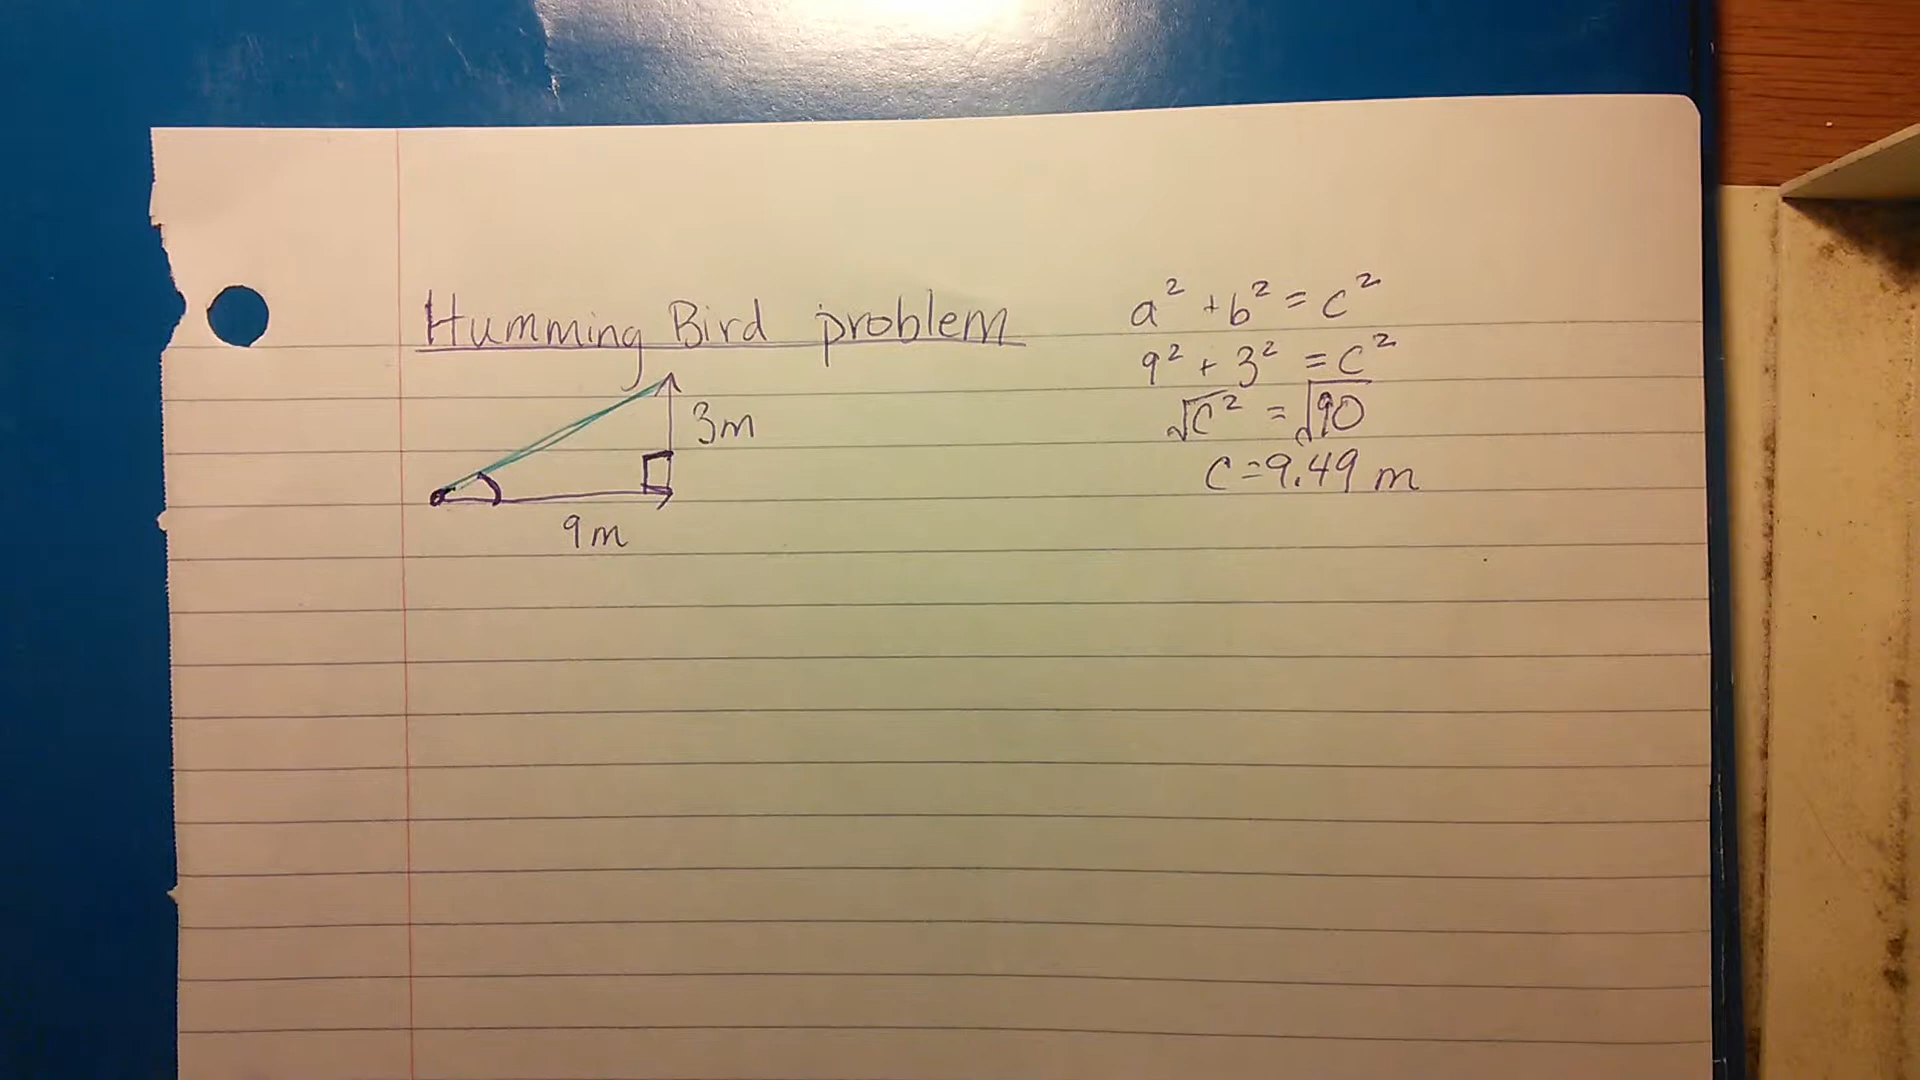 Humming Bird problem
3m
9m
a² + b² = c²
9² + 3² = c²
√c² = √90
c = 9.49 m